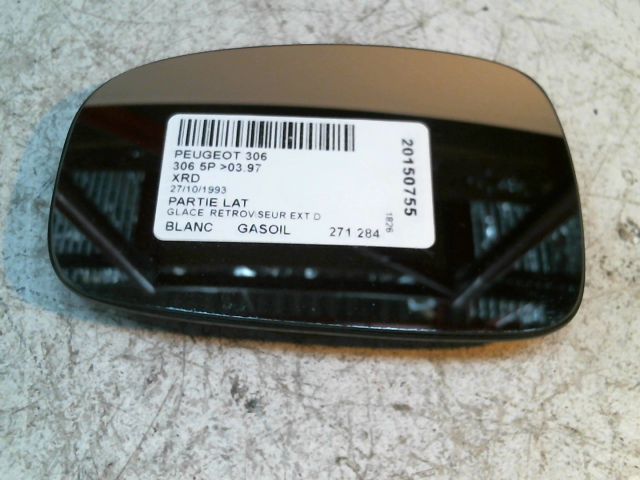 PEUGEOT 306
306 5P >03.97
XRD
27/10/1993
PARTIE LAT
GLACE RETROVISEUR EXT D
BLANC GASOIL 271 284
20150755